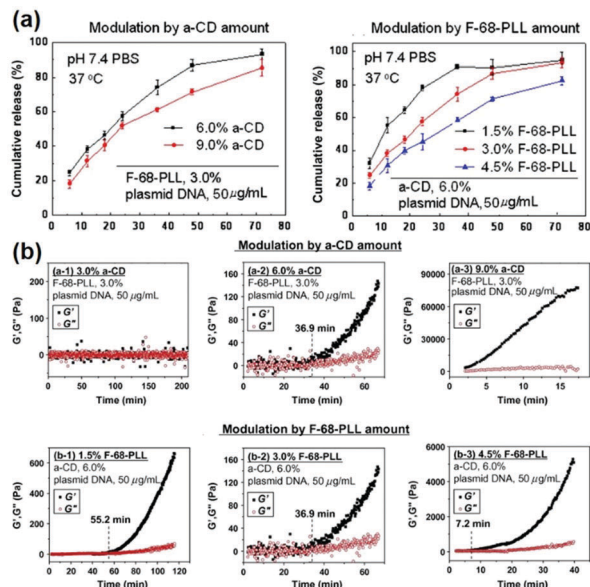 (a)
Modulation by a-CD amount
Cumulative release (%)
100
80
60
40
20
0
pH 7.4 PBS
37 °C
6.0% a-CD
9.0% a-CD
F-68-PLL, 3.0%
plasmid DNA, 50μg/mL
0 10 20 30 40 50 60 70 80
Modulation by F-68-PLL amount
Cumulative release (%)
100
80
60
40
20
0
pH 7.4 PBS
37 °C
1.5% F-68-PLL
3.0% F-68-PLL
4.5% F-68-PLL
a-CD, 6.0%
plasmid DNA, 50μg/mL
0 10 20 30 40 50 60 70 80
(b)
Modulation by a-CD amount
G',G'' (Pa)
200
100
0
-100
(a-1) 3.0% a-CD
F-68-PLL, 3.0%
plasmid DNA, 50 μg/mL
G'
G"
0 50 100 150 200
Time (min)
G',G'' (Pa)
160
120
80
40
0
-40
(a-2) 6.0% a-CD
F-68-PLL, 3.0%
plasmid DNA, 50 μg/mL
G'
G"
36.9 min
0 20 40 60
Time (min)
G',G'' (Pa)
90000
60000
30000
0
(a-3) 9.0% a-CD
F-68-PLL, 3.0%
plasmid DNA, 50 μg/mL
G'
G"
5 10 15
Time (min)
Modulation by F-68-PLL amount
G',G'' (Pa)
600
400
200
0
(b-1) 1.5% F-68-PLL
a-CD, 6.0%
plasmid DNA, 50 μg/mL
G'
G"
55.2 min
0 20 40 60 80 100 120
Time (min)
G',G'' (Pa)
160
120
80
40
0
-40
(b-2) 3.0% F-68-PLL
a-CD, 6.0%
plasmid DNA, 50 μg/mL
G'
G"
36.9 min
0 20 40 60
Time (min)
G',G'' (Pa)
6000
4000
2000
0
(b-3) 4.5% F-68-PLL
a-CD, 6.0%
plasmid DNA, 50 μg/mL
G'
G"
7.2 min
0 10 20 30 40
Time (min)